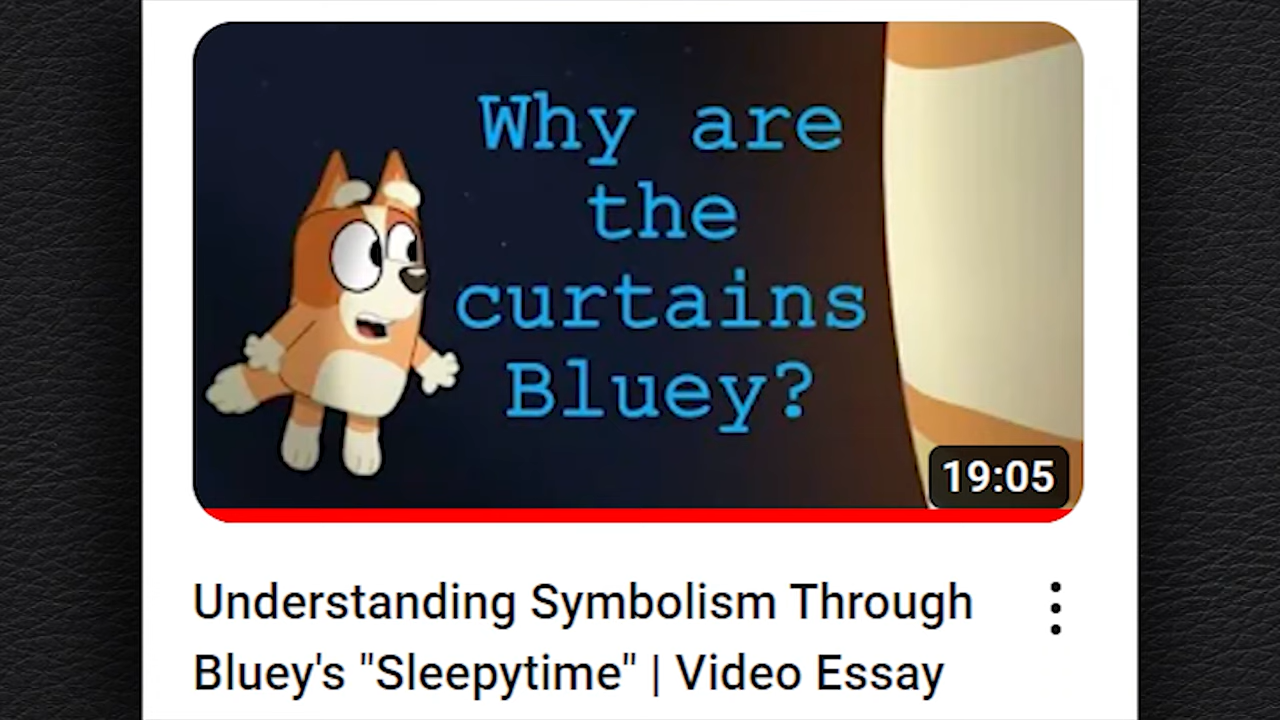 Why are
the
curtains
Bluey?
19:05
Understanding Symbolism Through
Bluey's "Sleepytime" | Video Essay